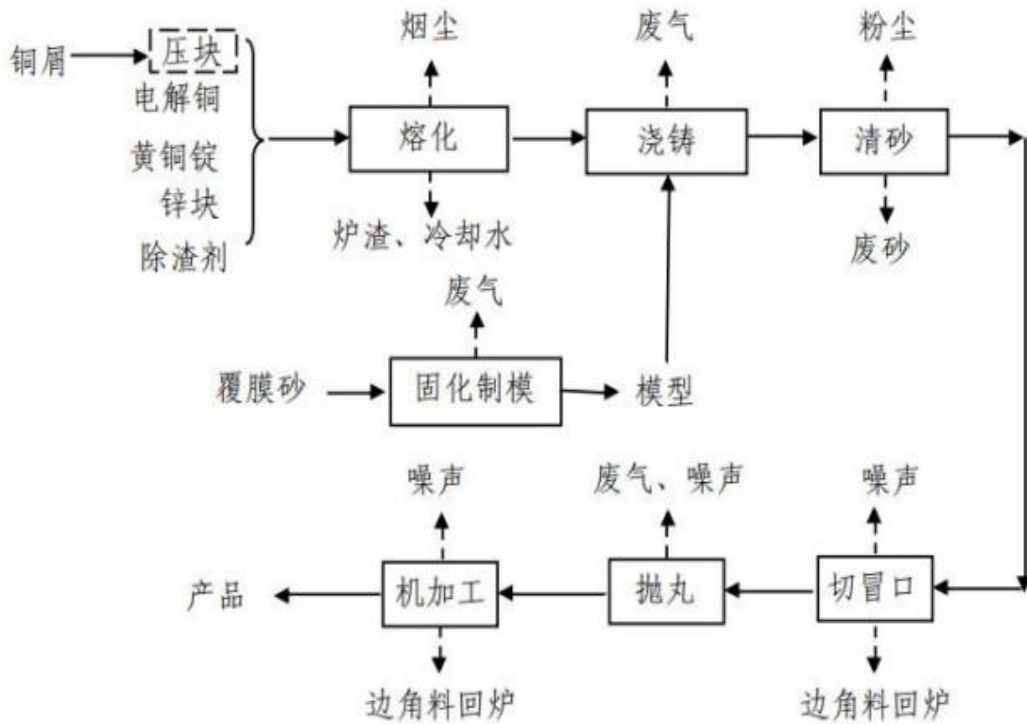 烟尘
废气
粉尘
铜屑
压块
电解铜
黄铜锭
锌块
除渣剂
熔化
浇铸
清砂
炉渣、冷却水
废砂
废气
覆膜砂
固化制模
模型
噪声
废气、噪声
噪声
产品
机加工
抛丸
切冒口
边角料回炉
边角料回炉